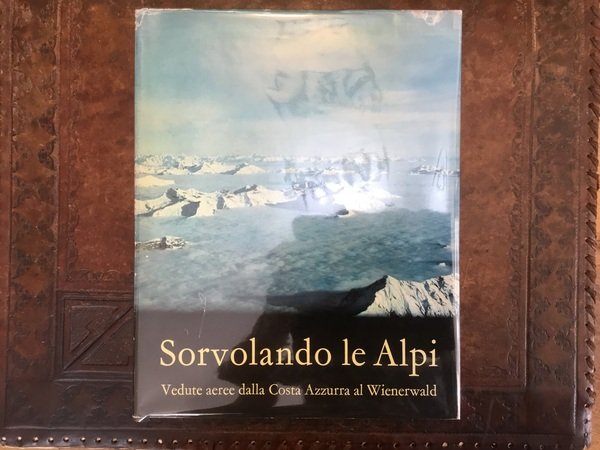 Sorvolando le Alpi
Vedute aeree dalla Costa Azzurra al Wienerwald